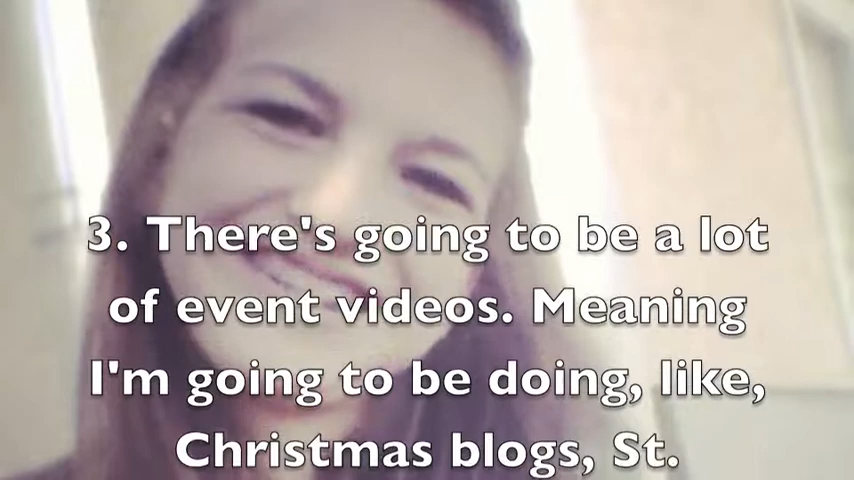 3. There's going to be a lot
of event videos. Meaning
I'm going to be doing, like,
Christmas blogs, St.